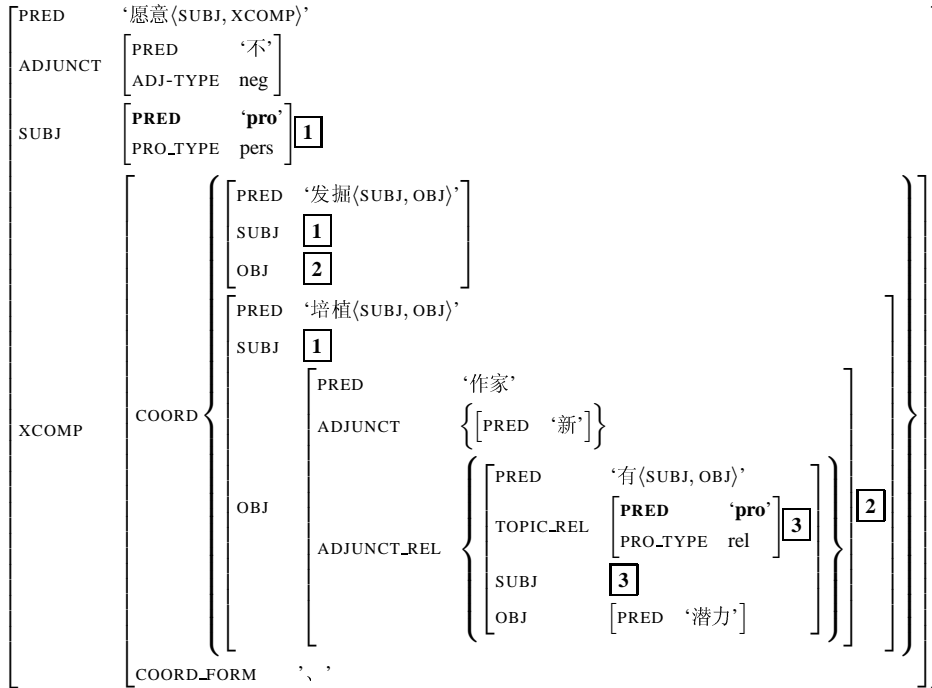 PRED ‘愿意⟨SUBJ, XCOMP⟩’
ADJUNCT
PRED ‘不’
ADJ-TYPE neg
SUBJ
PRED ‘pro’
PRO_TYPE pers
1
XCOMP
COORD
PRED ‘发掘⟨SUBJ, OBJ⟩’
SUBJ 1
OBJ 2
PRED ‘培植⟨SUBJ, OBJ⟩’
SUBJ 1
OBJ
PRED ‘作家’
ADJUNCT PRED ‘新’
ADJUNCT_REL
PRED ‘有⟨SUBJ, OBJ⟩’
TOPIC_REL
PRED ‘pro’
PRO_TYPE rel
3
SUBJ 3
OBJ PRED ‘潜力’
2
COORD_FORM ’、’